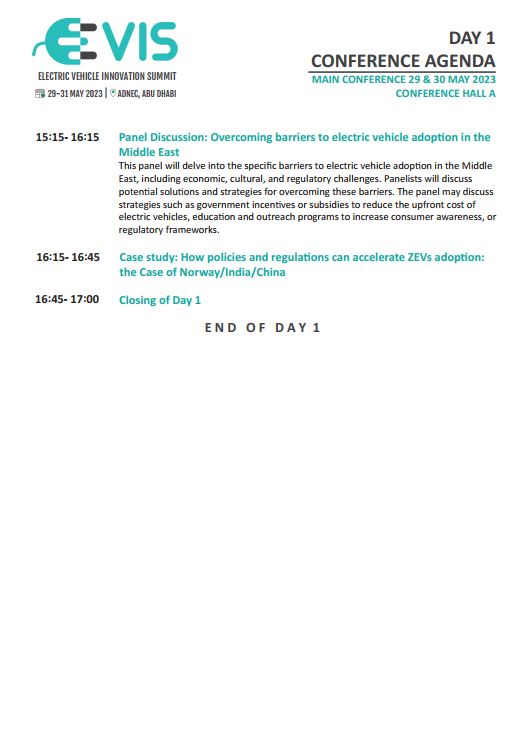 EVIS
ELECTRIC VEHICLE INNOVATION SUMMIT
29-31 MAY 2023 | ADNEC, ABU DHABI
DAY 1
CONFERENCE AGENDA
MAIN CONFERENCE 29 & 30 MAY 2023
CONFERENCE HALL A
15:15- 16:15 Panel Discussion: Overcoming barriers to electric vehicle adoption in the
Middle East
This panel will delve into the specific barriers to electric vehicle adoption in the Middle
East, including economic, cultural, and regulatory challenges. Panelists will discuss
potential solutions and strategies for overcoming these barriers. The panel may discuss
strategies such as government incentives or subsidies to reduce the upfront cost of
electric vehicles, education and outreach programs to increase consumer awareness, or
regulatory frameworks.
16:15- 16:45 Case study: How policies and regulations can accelerate ZEVs adoption:
the Case of Norway/India/China
16:45- 17:00 Closing of Day 1
END OF DAY 1